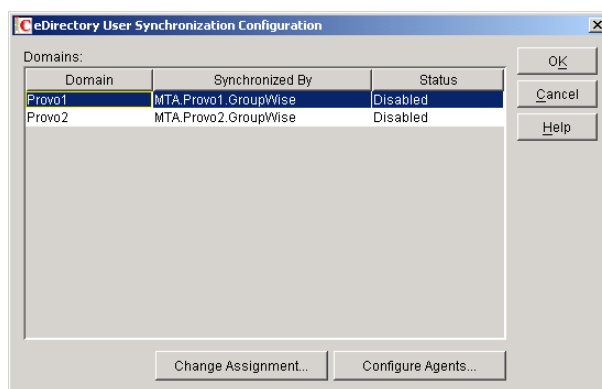 eDirectory User Synchronization Configuration
Domains:
Domain Synchronized By Status
Provo1 MTA.Provo1.GroupWise Disabled
Provo2 MTA.Provo2.GroupWise Disabled
OK
Cancel
Help
Change Assignment... Configure Agents...